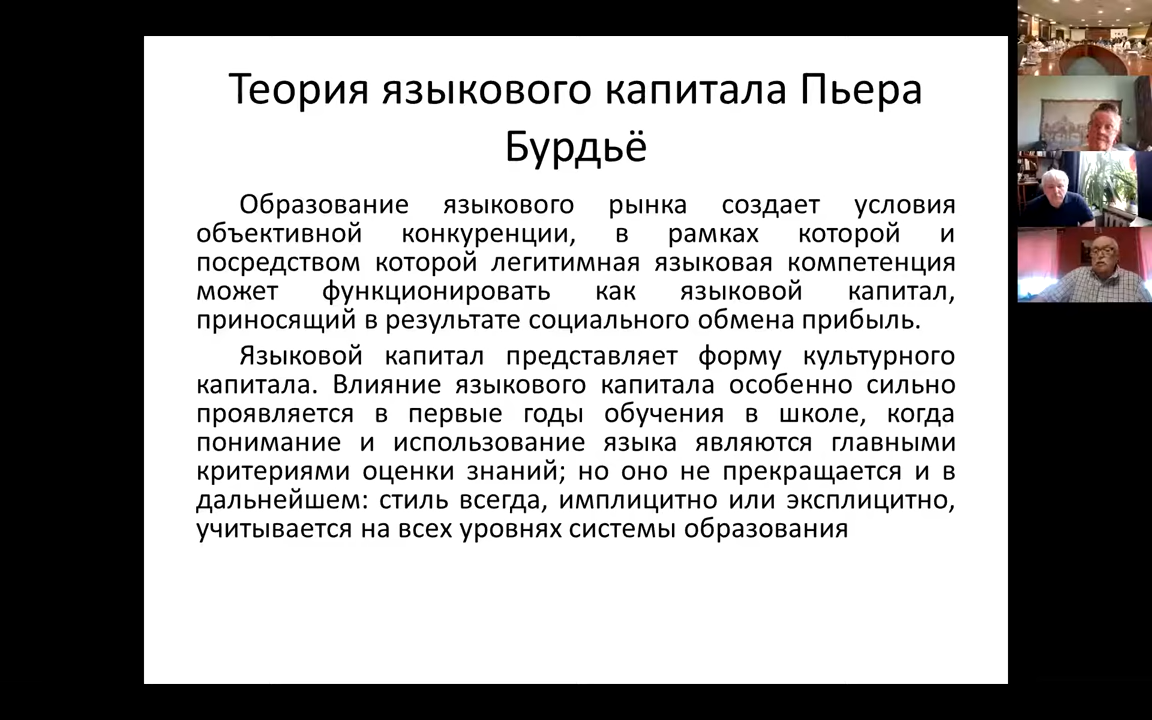 Теория языкового капитала Пьера
Бурдьё
Образование языкового рынка создает условия
объективной конкуренции, в рамках которой и
посредством которой легитимная языковая компетенция
может функционировать как языковой капитал,
приносящий в результате социального обмена прибыль.
Языковой капитал представляет форму культурного
капитала. Влияние языкового капитала особенно сильно
проявляется в первые годы обучения в школе, когда
понимание и использование языка являются главными
критериями оценки знаний; но оно не прекращается и в
дальнейшем: стиль всегда, имплицитно или эксплицитно,
учитывается на всех уровнях системы образования